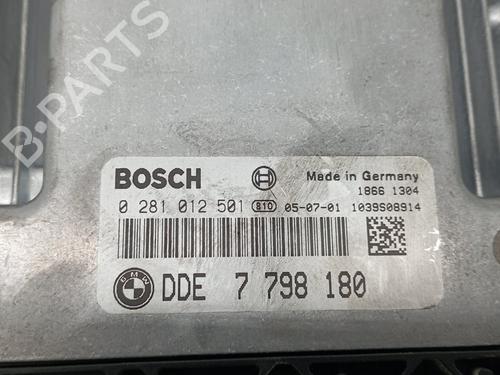 B-PARTS
BOSCH
Made in Germany
1866 1304
0 281 012 501 810 05-07-01 1039S08914
BMW
DDE 7 798 180